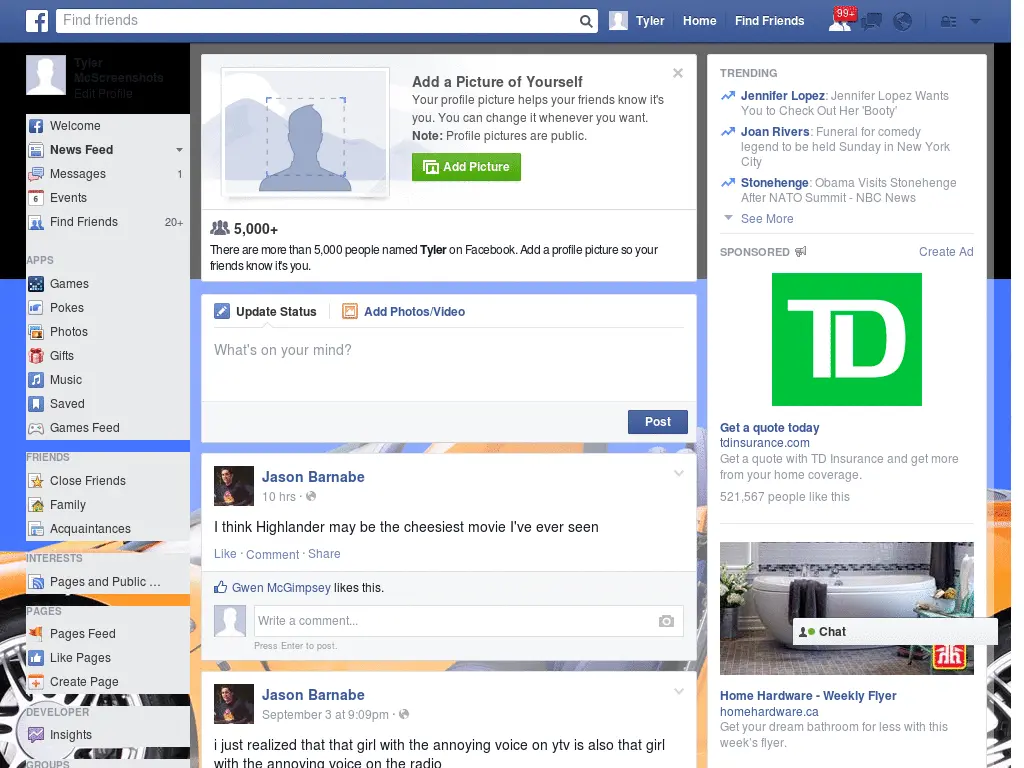 Find friends
Tyler
Home
Find Friends
99+
Tyler
McScreenshots
Edit Profile
Welcome
News Feed
Messages 1
6 Events
Find Friends 20+
APPS
Games
Pokes
Photos
Gifts
Music
Saved
Games Feed
FRIENDS
Close Friends
Family
Acquaintances
INTERESTS
Pages and Public ...
PAGES
Pages Feed
Like Pages
Create Page
DEVELOPER
Insights
GROUPS
Add a Picture of Yourself
Your profile picture helps your friends know it's
you. You can change it whenever you want.
Note: Profile pictures are public.
Add Picture
5,000+
There are more than 5,000 people named Tyler on Facebook. Add a profile picture so your
friends know it's you.
Update Status
Add Photos/Video
What's on your mind?
Post
Jason Barnabe
10 hrs ·
I think Highlander may be the cheesiest movie I've ever seen
Like · Comment · Share
Gwen McGimpsey likes this.
Write a comment...
Press Enter to post.
Jason Barnabe
September 3 at 9:09pm ·
i just realized that that girl with the annoying voice on ytv is also that girl
with the annoying voice on the radio
TRENDING
Jennifer Lopez: Jennifer Lopez Wants
You to Check Out Her 'Booty'
Joan Rivers: Funeral for comedy
legend to be held Sunday in New York
City
Stonehenge: Obama Visits Stonehenge
After NATO Summit - NBC News
See More
SPONSORED
Create Ad
TD
Get a quote today
tdinsurance.com
Get a quote with TD Insurance and get more
from your home coverage.
521,567 people like this
Chat
Home Hardware - Weekly Flyer
homehardware.ca
Get your dream bathroom for less with this
week's flyer.